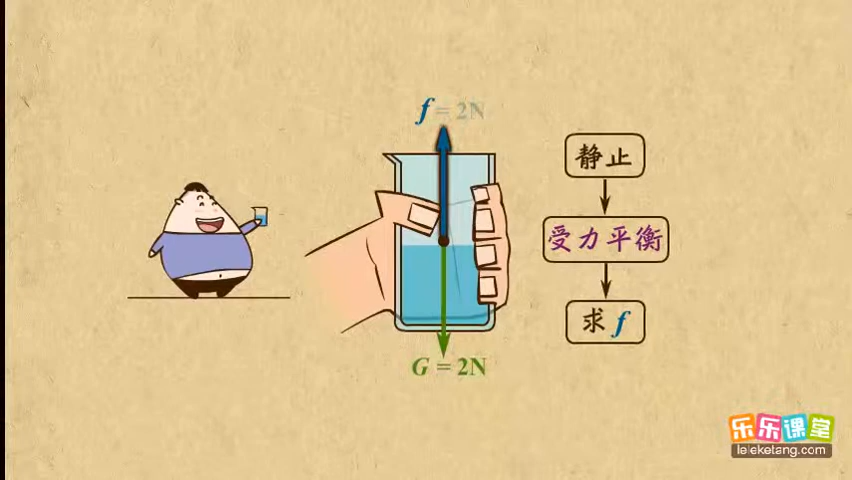 f = 2N
静止
受力平衡
求 f
G = 2N
乐乐课堂
leleketang.com